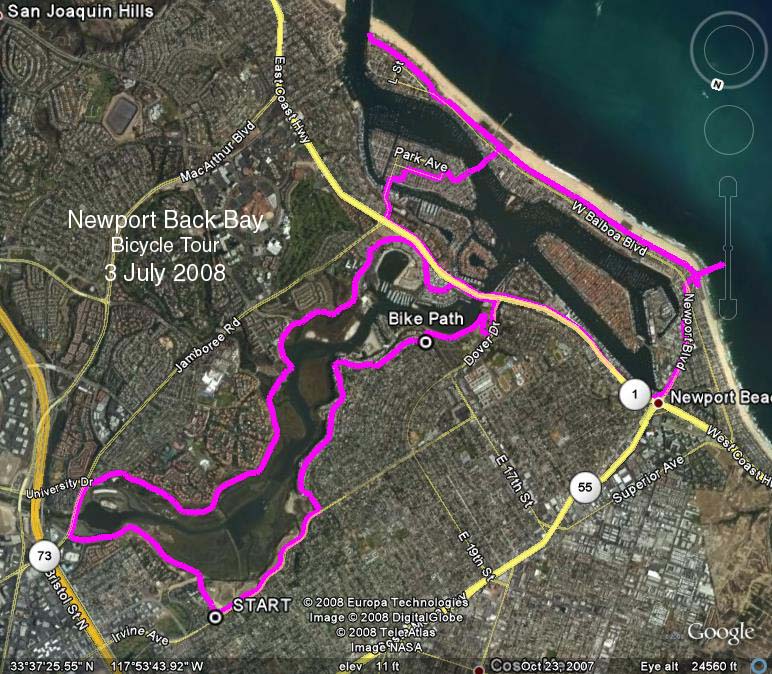 San Joaquin Hills
East Coast Hwy
L St
MacArthur Blvd
Park Ave
N
Newport Back Bay
Bicycle Tour
3 July 2008
W Balboa Blvd
Bike Path
Newport Blvd
Jamboree Rd
Dover Dr
1
Newport Beac
West Coast H
E 17th St
55
Superior Ave
University Dr
E 19th St
73
Bristol St N
START
Irvine Ave
© 2008 Europa Technologies
Image © 2008 DigitalGlobe
© 2008 Tele Atlas
Image NASA
© 2008 Google
33°37'25.55" N 117°53'43.92" W elev 11 ft Oct 23, 2007 Eye alt 24560 ft